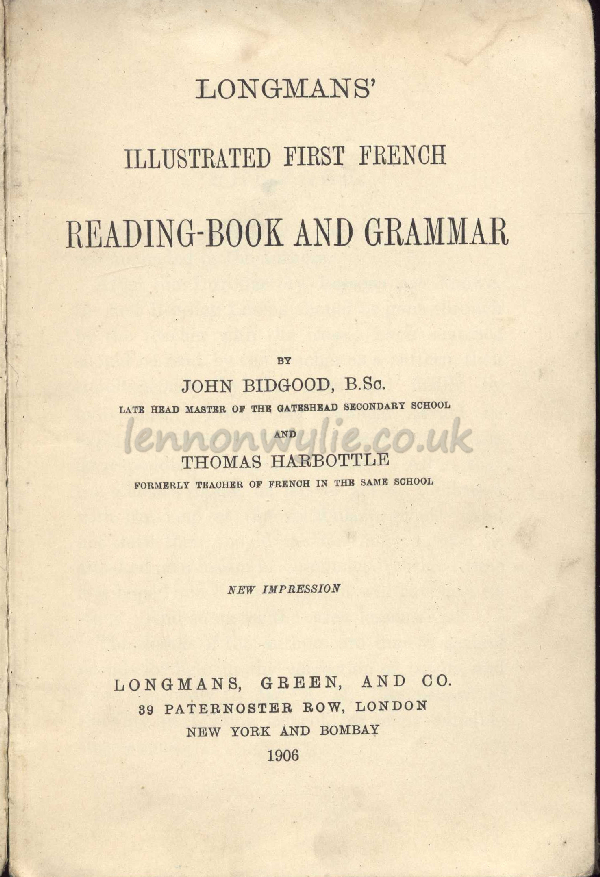 LONGMANS'
ILLUSTRATED FIRST FRENCH
READING-BOOK AND GRAMMAR
BY
JOHN BIDGOOD, B.Sc.
LATE HEAD MASTER OF THE GATESHEAD SECONDARY SCHOOL
AND
lennonwylie.co.uk
THOMAS HARBOTTLE
FORMERLY TEACHER OF FRENCH IN THE SAME SCHOOL
NEW IMPRESSION
LONGMANS, GREEN, AND CO.
39 PATERNOSTER ROW, LONDON
NEW YORK AND BOMBAY
1906